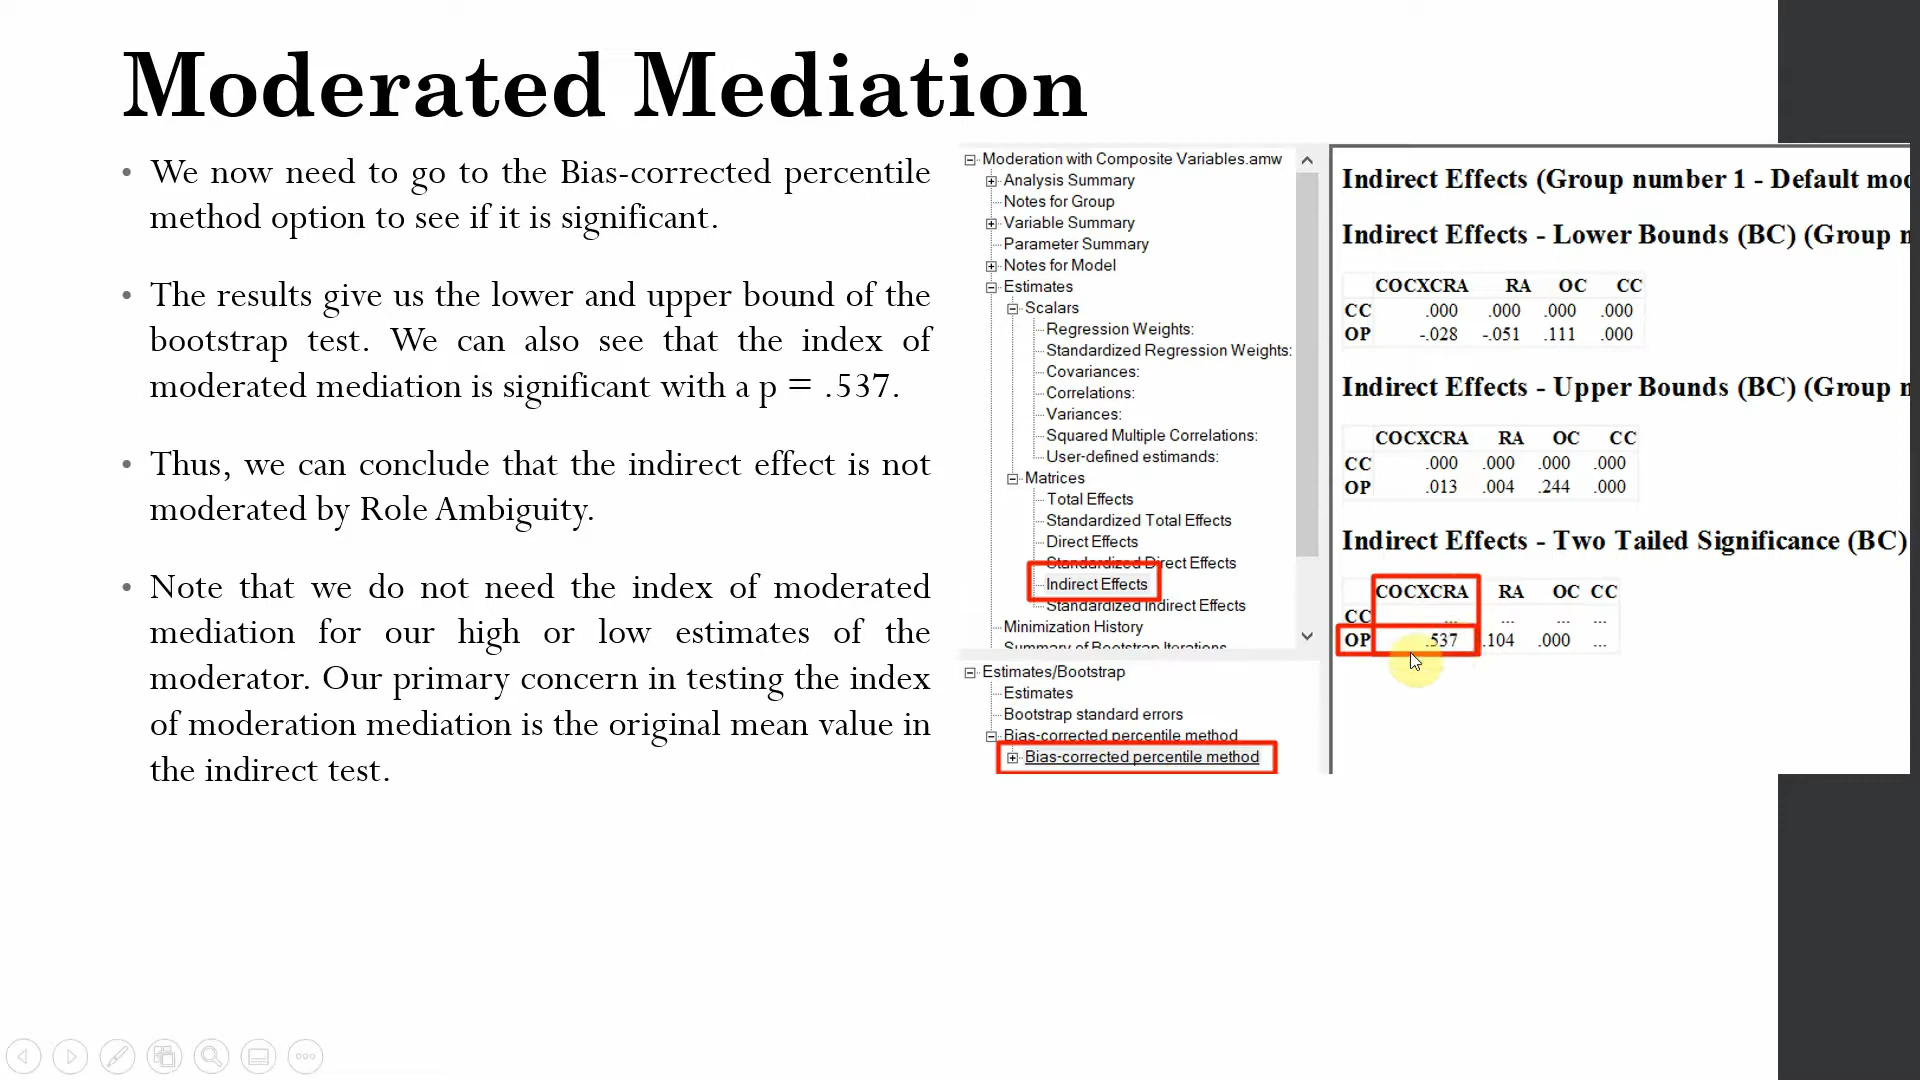 Moderated Mediation
• We now need to go to the Bias-corrected percentile
method option to see if it is significant.
• The results give us the lower and upper bound of the
bootstrap test. We can also see that the index of
moderated mediation is significant with a p = .537.
• Thus, we can conclude that the indirect effect is not
moderated by Role Ambiguity.
• Note that we do not need the index of moderated
mediation for our high or low estimates of the
moderator. Our primary concern in testing the index
of moderation mediation is the original mean value in
the indirect test.
Moderation with Composite Variables.amw
Analysis Summary
Notes for Group
Variable Summary
Parameter Summary
Notes for Model
Estimates
Scalars
Regression Weights:
Standardized Regression Weights:
Covariances:
Correlations:
Variances:
Squared Multiple Correlations:
User-defined estimands:
Matrices
Total Effects
Standardized Total Effects
Direct Effects
Standardized Direct Effects
Indirect Effects
Standardized Indirect Effects
Minimization History
Summary of Bootstrap Iterations
Estimates/Bootstrap
Estimates
Bootstrap standard errors
Bias-corrected percentile method
Bias-corrected percentile method
Indirect Effects (Group number 1 - Default mod
Indirect Effects - Lower Bounds (BC) (Group n
COCXCRA RA OC CC
CC .000 .000 .000 .000
OP -.028 -.051 .111 .000
Indirect Effects - Upper Bounds (BC) (Group n
COCXCRA RA OC CC
CC .000 .000 .000 .000
OP .013 .004 .244 .000
Indirect Effects - Two Tailed Significance (BC)
COCXCRA RA OC CC
CC ... ... ... ...
OP .537 .104 .000 ...